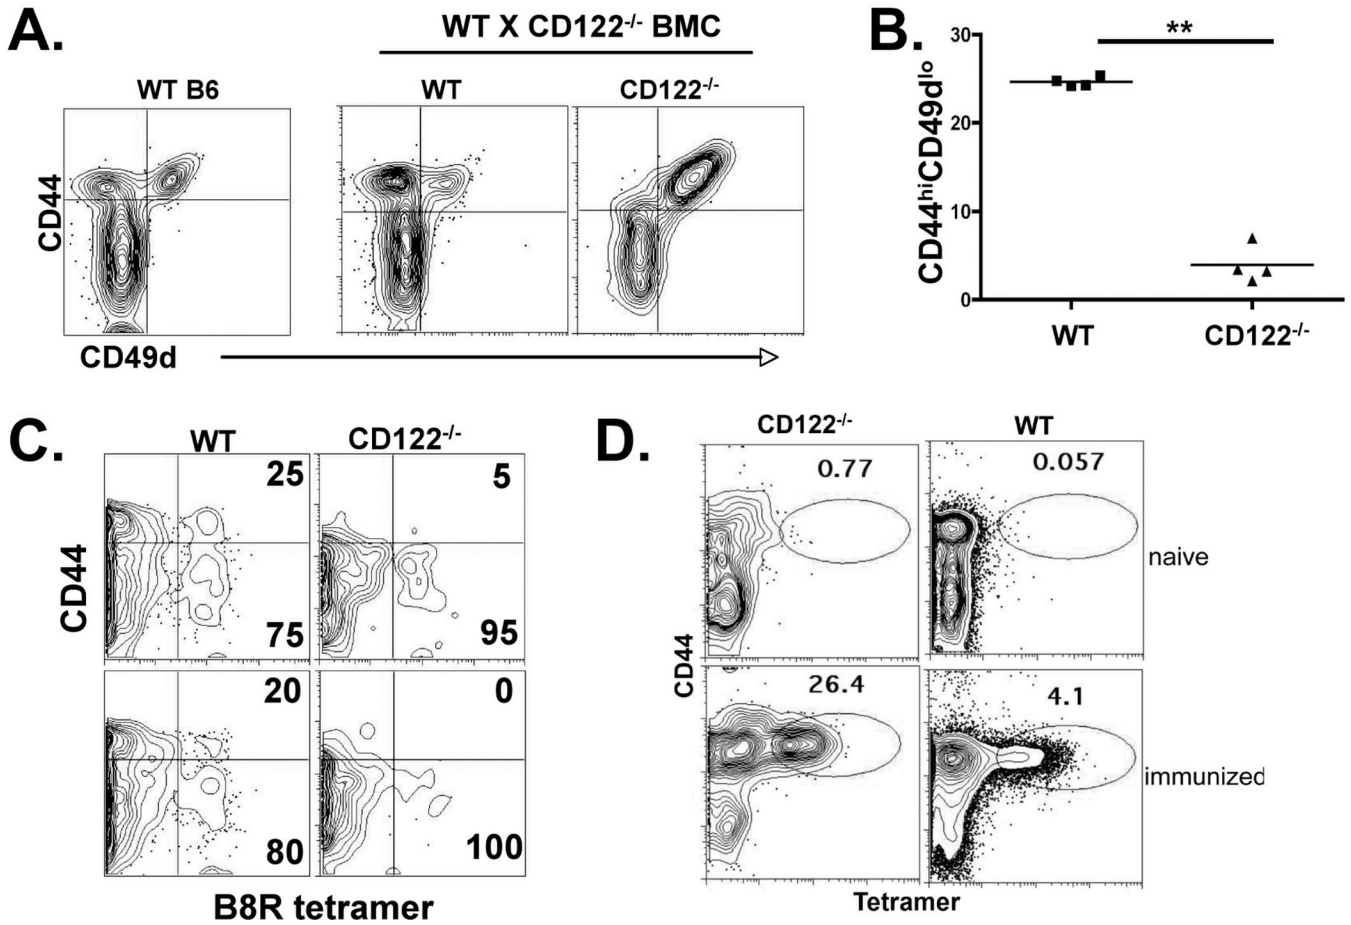 A.
WT X CD122-/- BMC
WT B6
WT
CD122-/-
CD44
CD49d
B.
**
30
20
10
0
CD44hiCD49dlo
WT
CD122-/-
C.
WT
CD122-/-
25
5
75
95
20
0
80
100
CD44
B8R tetramer
D.
CD122-/-
WT
0.77
0.057
naive
26.4
4.1
immunized
CD44
Tetramer